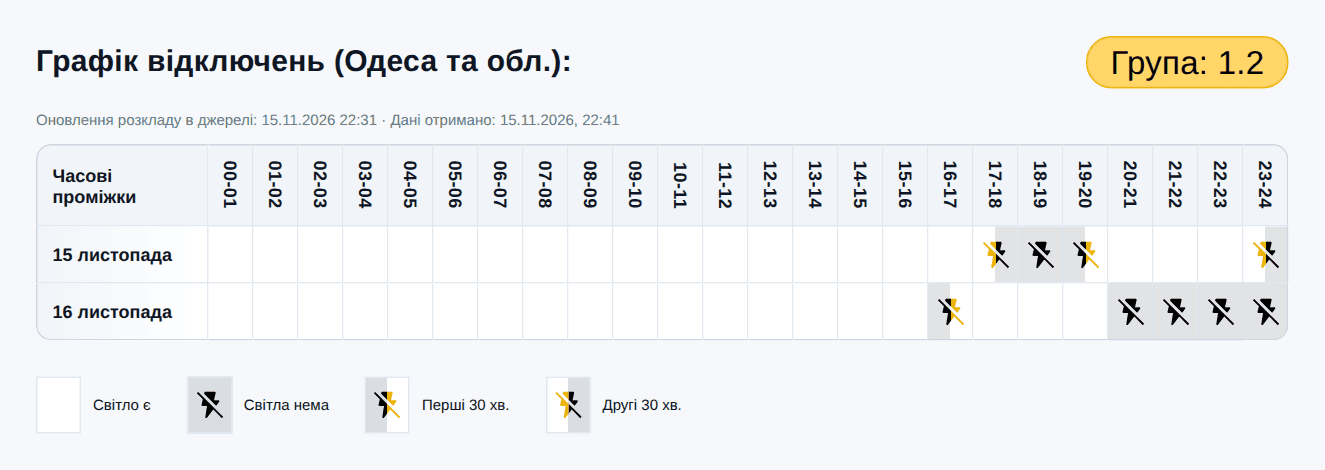 Графік відключень (Одеса та обл.):
Група: 1.2
Оновлення розкладу в джерелі: 15.11.2026 22:31 · Дані отримано: 15.11.2026, 22:41
Часові
проміжки
00-01
01-02
02-03
03-04
04-05
05-06
06-07
07-08
08-09
09-10
10-11
11-12
12-13
13-14
14-15
15-16
16-17
17-18
18-19
19-20
20-21
21-22
22-23
23-24
15 листопада
16 листопада
Світло є
Світла нема
Перші 30 хв.
Другі 30 хв.